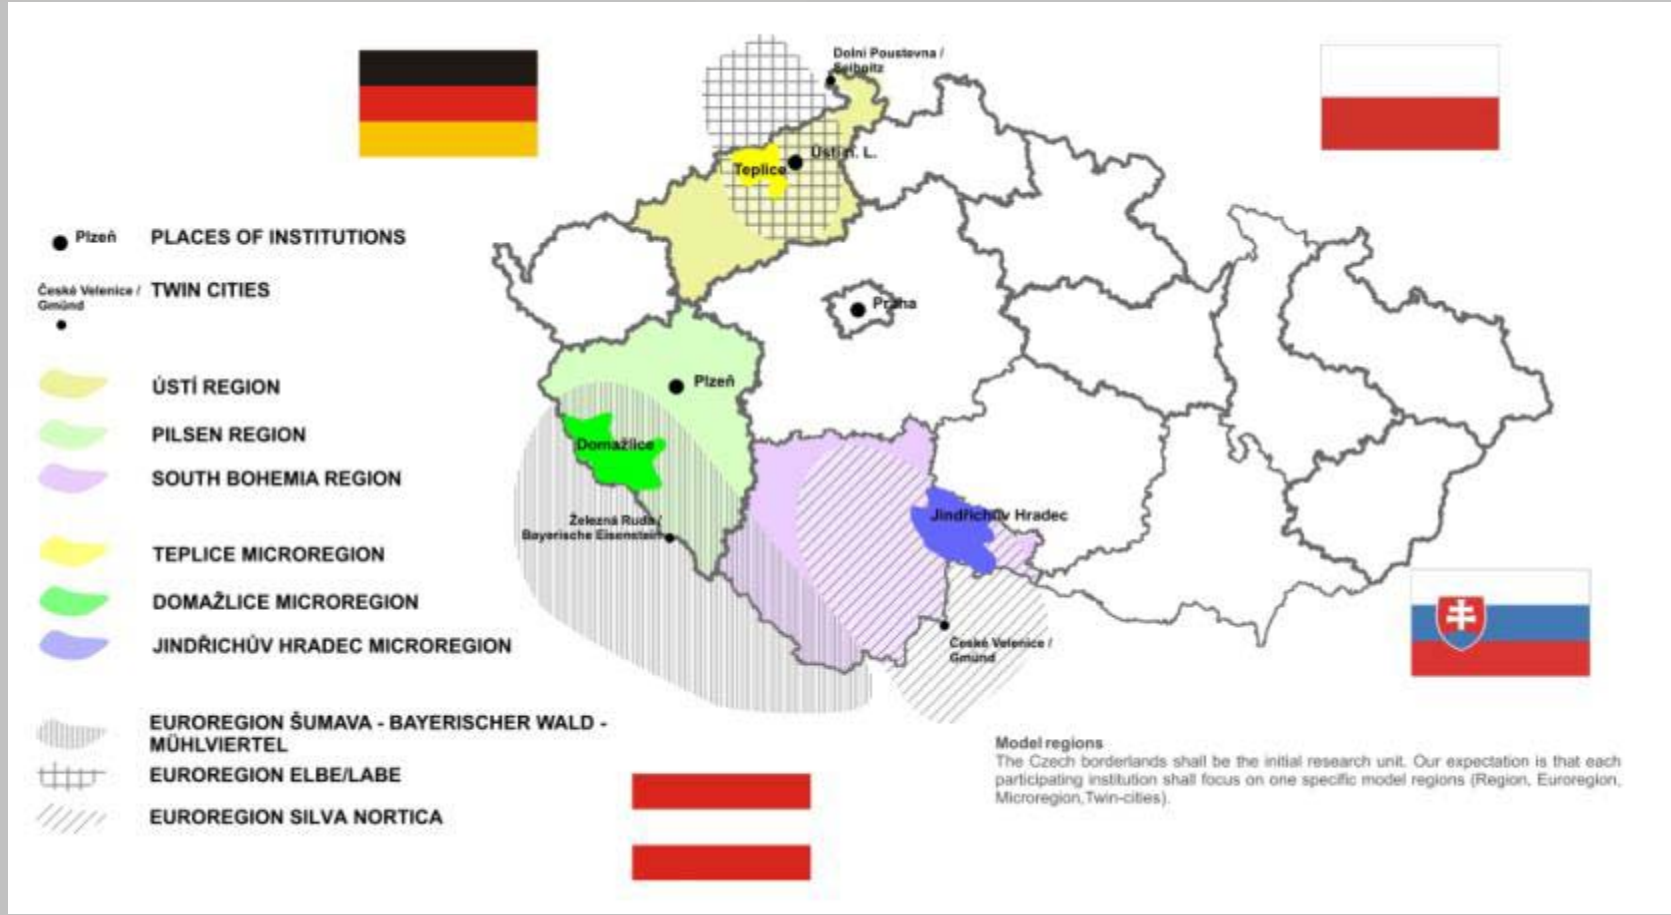 Dolní Poustevna /
Sebnitz
Ústí n. L.
Teplice
Plzeň
PLACES OF INSTITUTIONS
České Velenice /
Gmünd
TWIN CITIES
Praha
ÚSTÍ REGION
Plzeň
PILSEN REGION
Domažlice
SOUTH BOHEMIA REGION
Jindřichův Hradec
Železná Ruda /
Bayerische Eisenstein
TEPLICE MICROREGION
DOMAŽLICE MICROREGION
JINDŘICHŮV HRADEC MICROREGION
České Velenice /
Gmünd
EUROREGION ŠUMAVA - BAYERISCHER WALD -
MÜHLVIERTEL
EUROREGION ELBE/LABE
EUROREGION SILVA NORTICA
Model regions
The Czech borderlands shall be the initial research unit. Our expectation is that each
participating institution shall focus on one specific model regions (Region, Euroregion,
Microregion,Twin-cities).